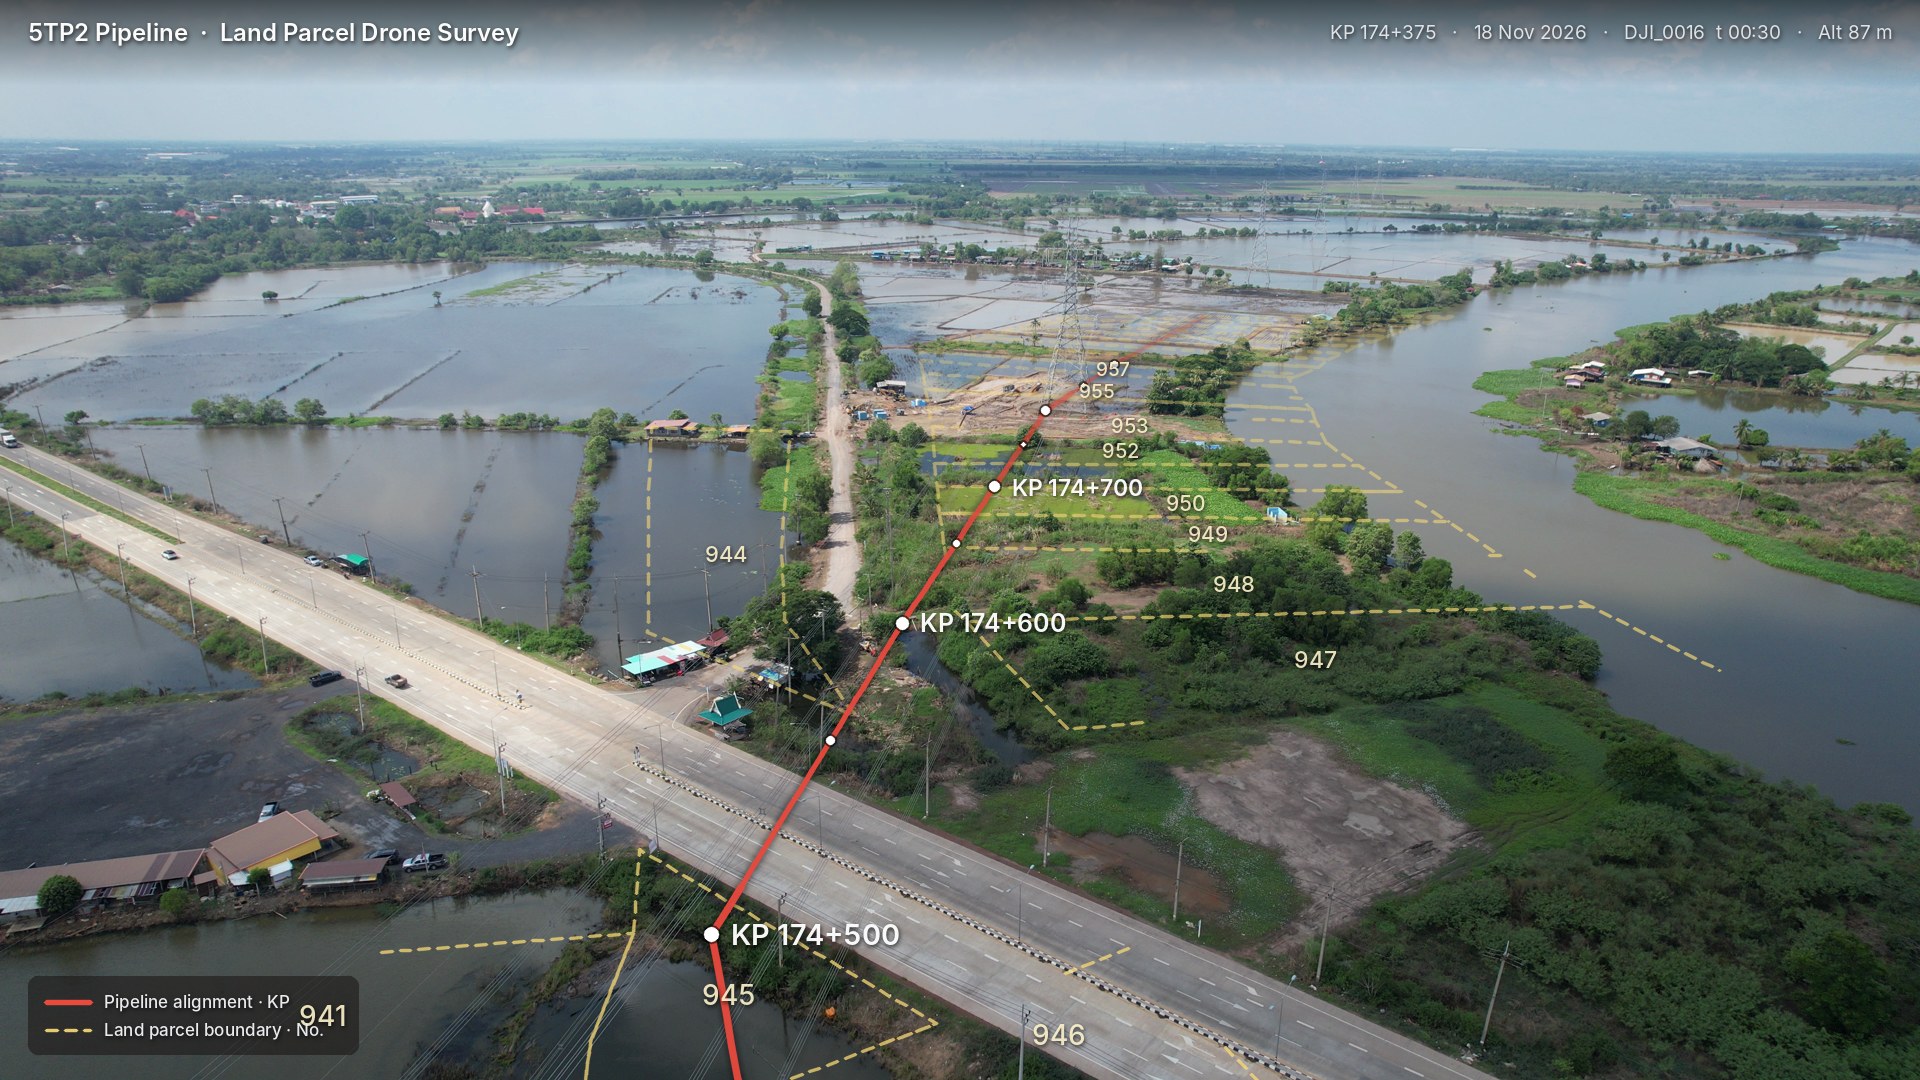 5TP2 Pipeline · Land Parcel Drone Survey
KP 174+375 · 18 Nov 2026 · DJI_0016 t 00:30 · Alt 87 m
957
955
953
952
KP 174+700
950
949
944
948
KP 174+600
947
KP 174+500
945
946
Pipeline alignment · KP
941
Land parcel boundary · No.